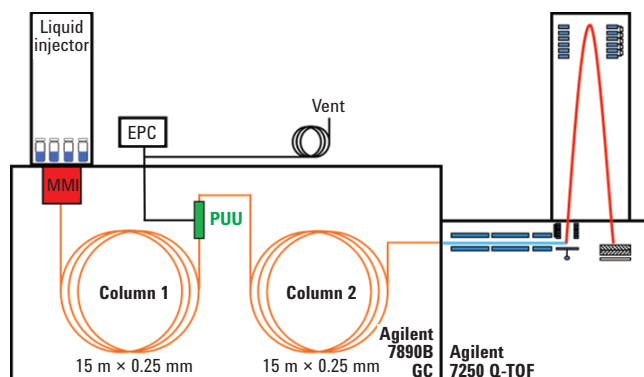 Liquid
injector
MMI
EPC
Vent
PUU
Column 1
15 m × 0.25 mm
Column 2
15 m × 0.25 mm
Agilent
7890B
GC
Agilent
7250 Q-TOF